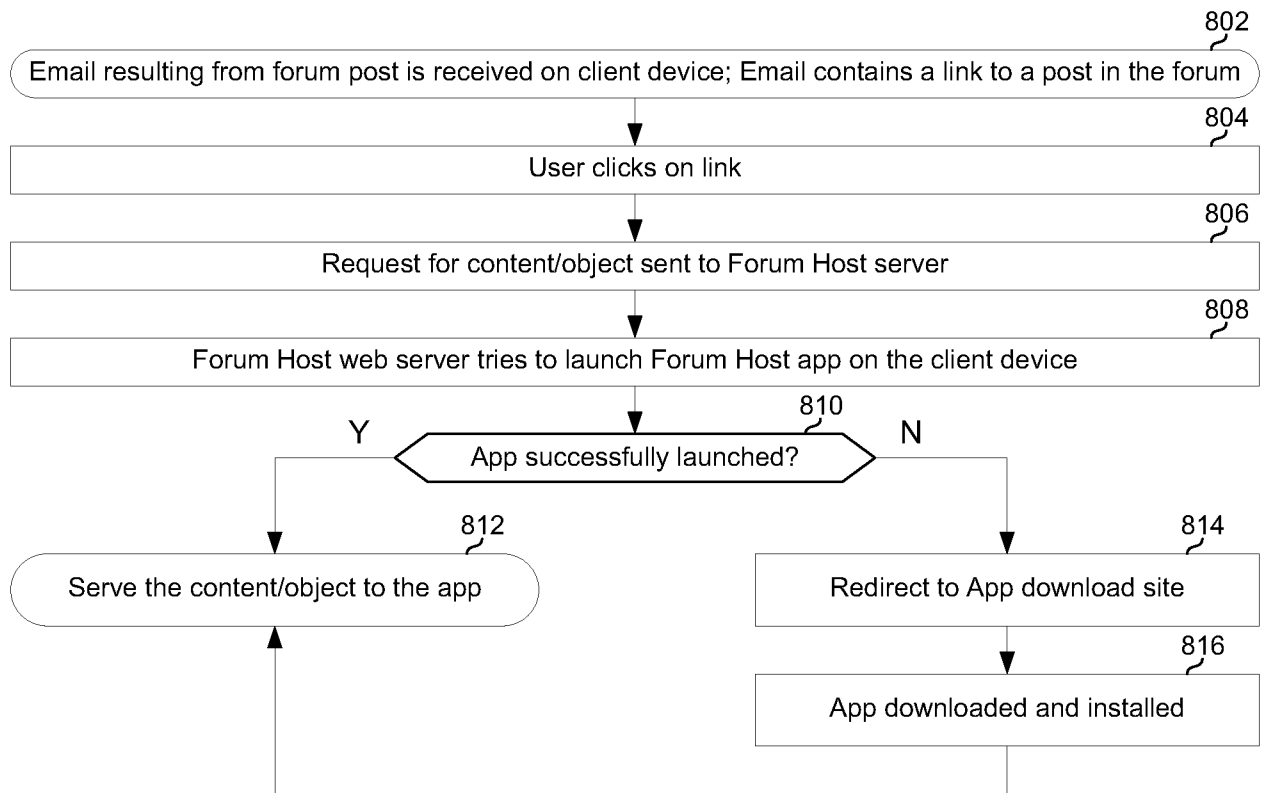 802
Email resulting from forum post is received on client device; Email contains a link to a post in the forum
804
User clicks on link
806
Request for content/object sent to Forum Host server
808
Forum Host web server tries to launch Forum Host app on the client device
810
Y
N
App successfully launched?
812
814
Serve the content/object to the app
Redirect to App download site
816
App downloaded and installed